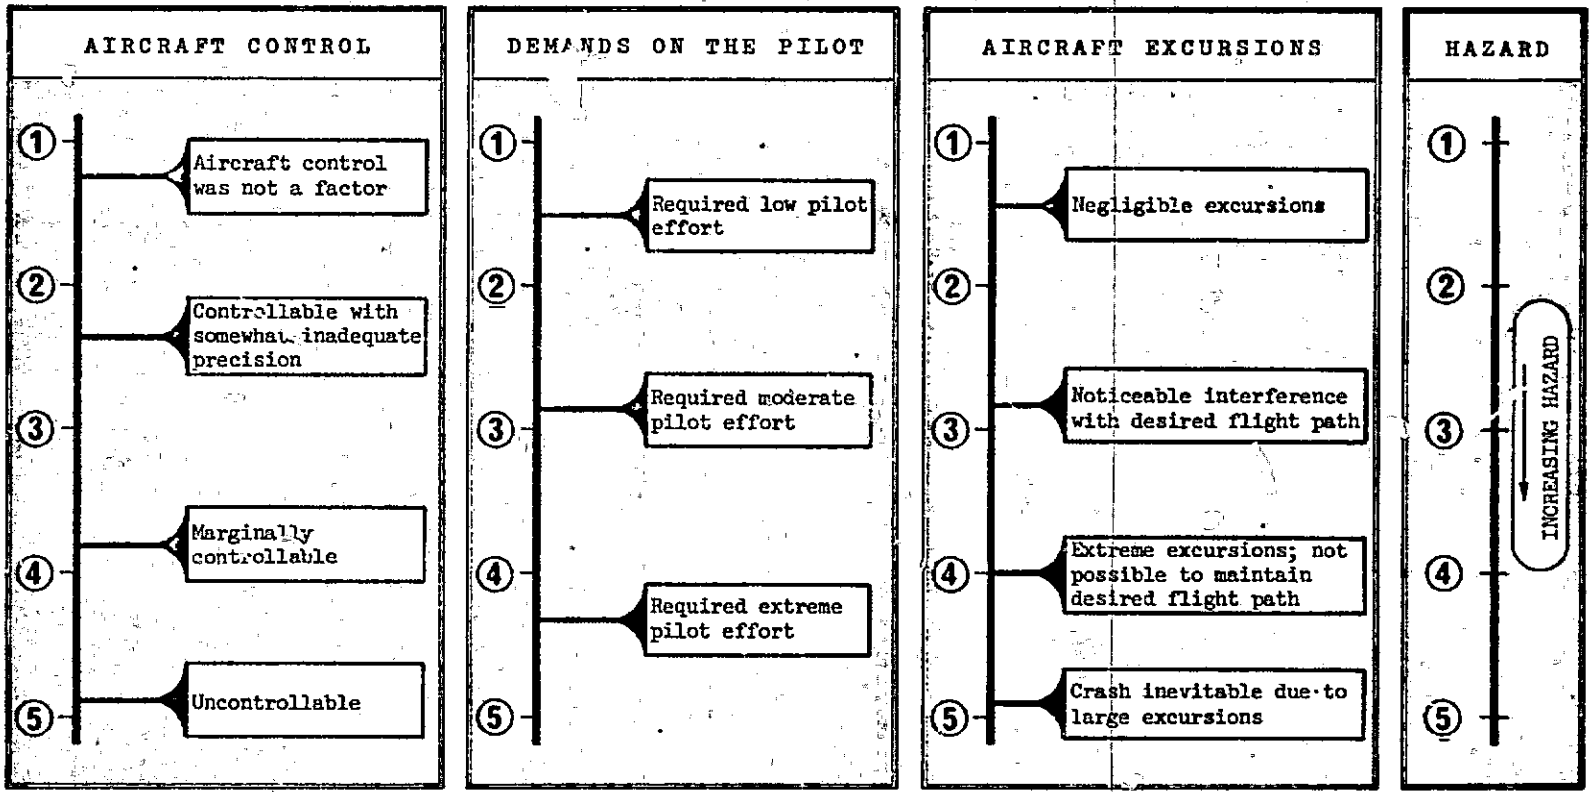 AIRCRAFT CONTROL
1
Aircraft control
was not a factor
2
Controllable with
somewhat inadequate
precision
3
Marginally
controllable
4
Uncontrollable
5
DEMANDS ON THE PILOT
1
Required low pilot
effort
2
Required moderate
pilot effort
3
4
Required extreme
pilot effort
5
AIRCRAFT EXCURSIONS
1
Negligible excursions
2
Noticeable interference
with desired flight path
3
Extreme excursions; not
possible to maintain
desired flight path
4
Crash inevitable due to
large excursions
5
HAZARD
1
2
3
4
5
INCREASING HAZARD